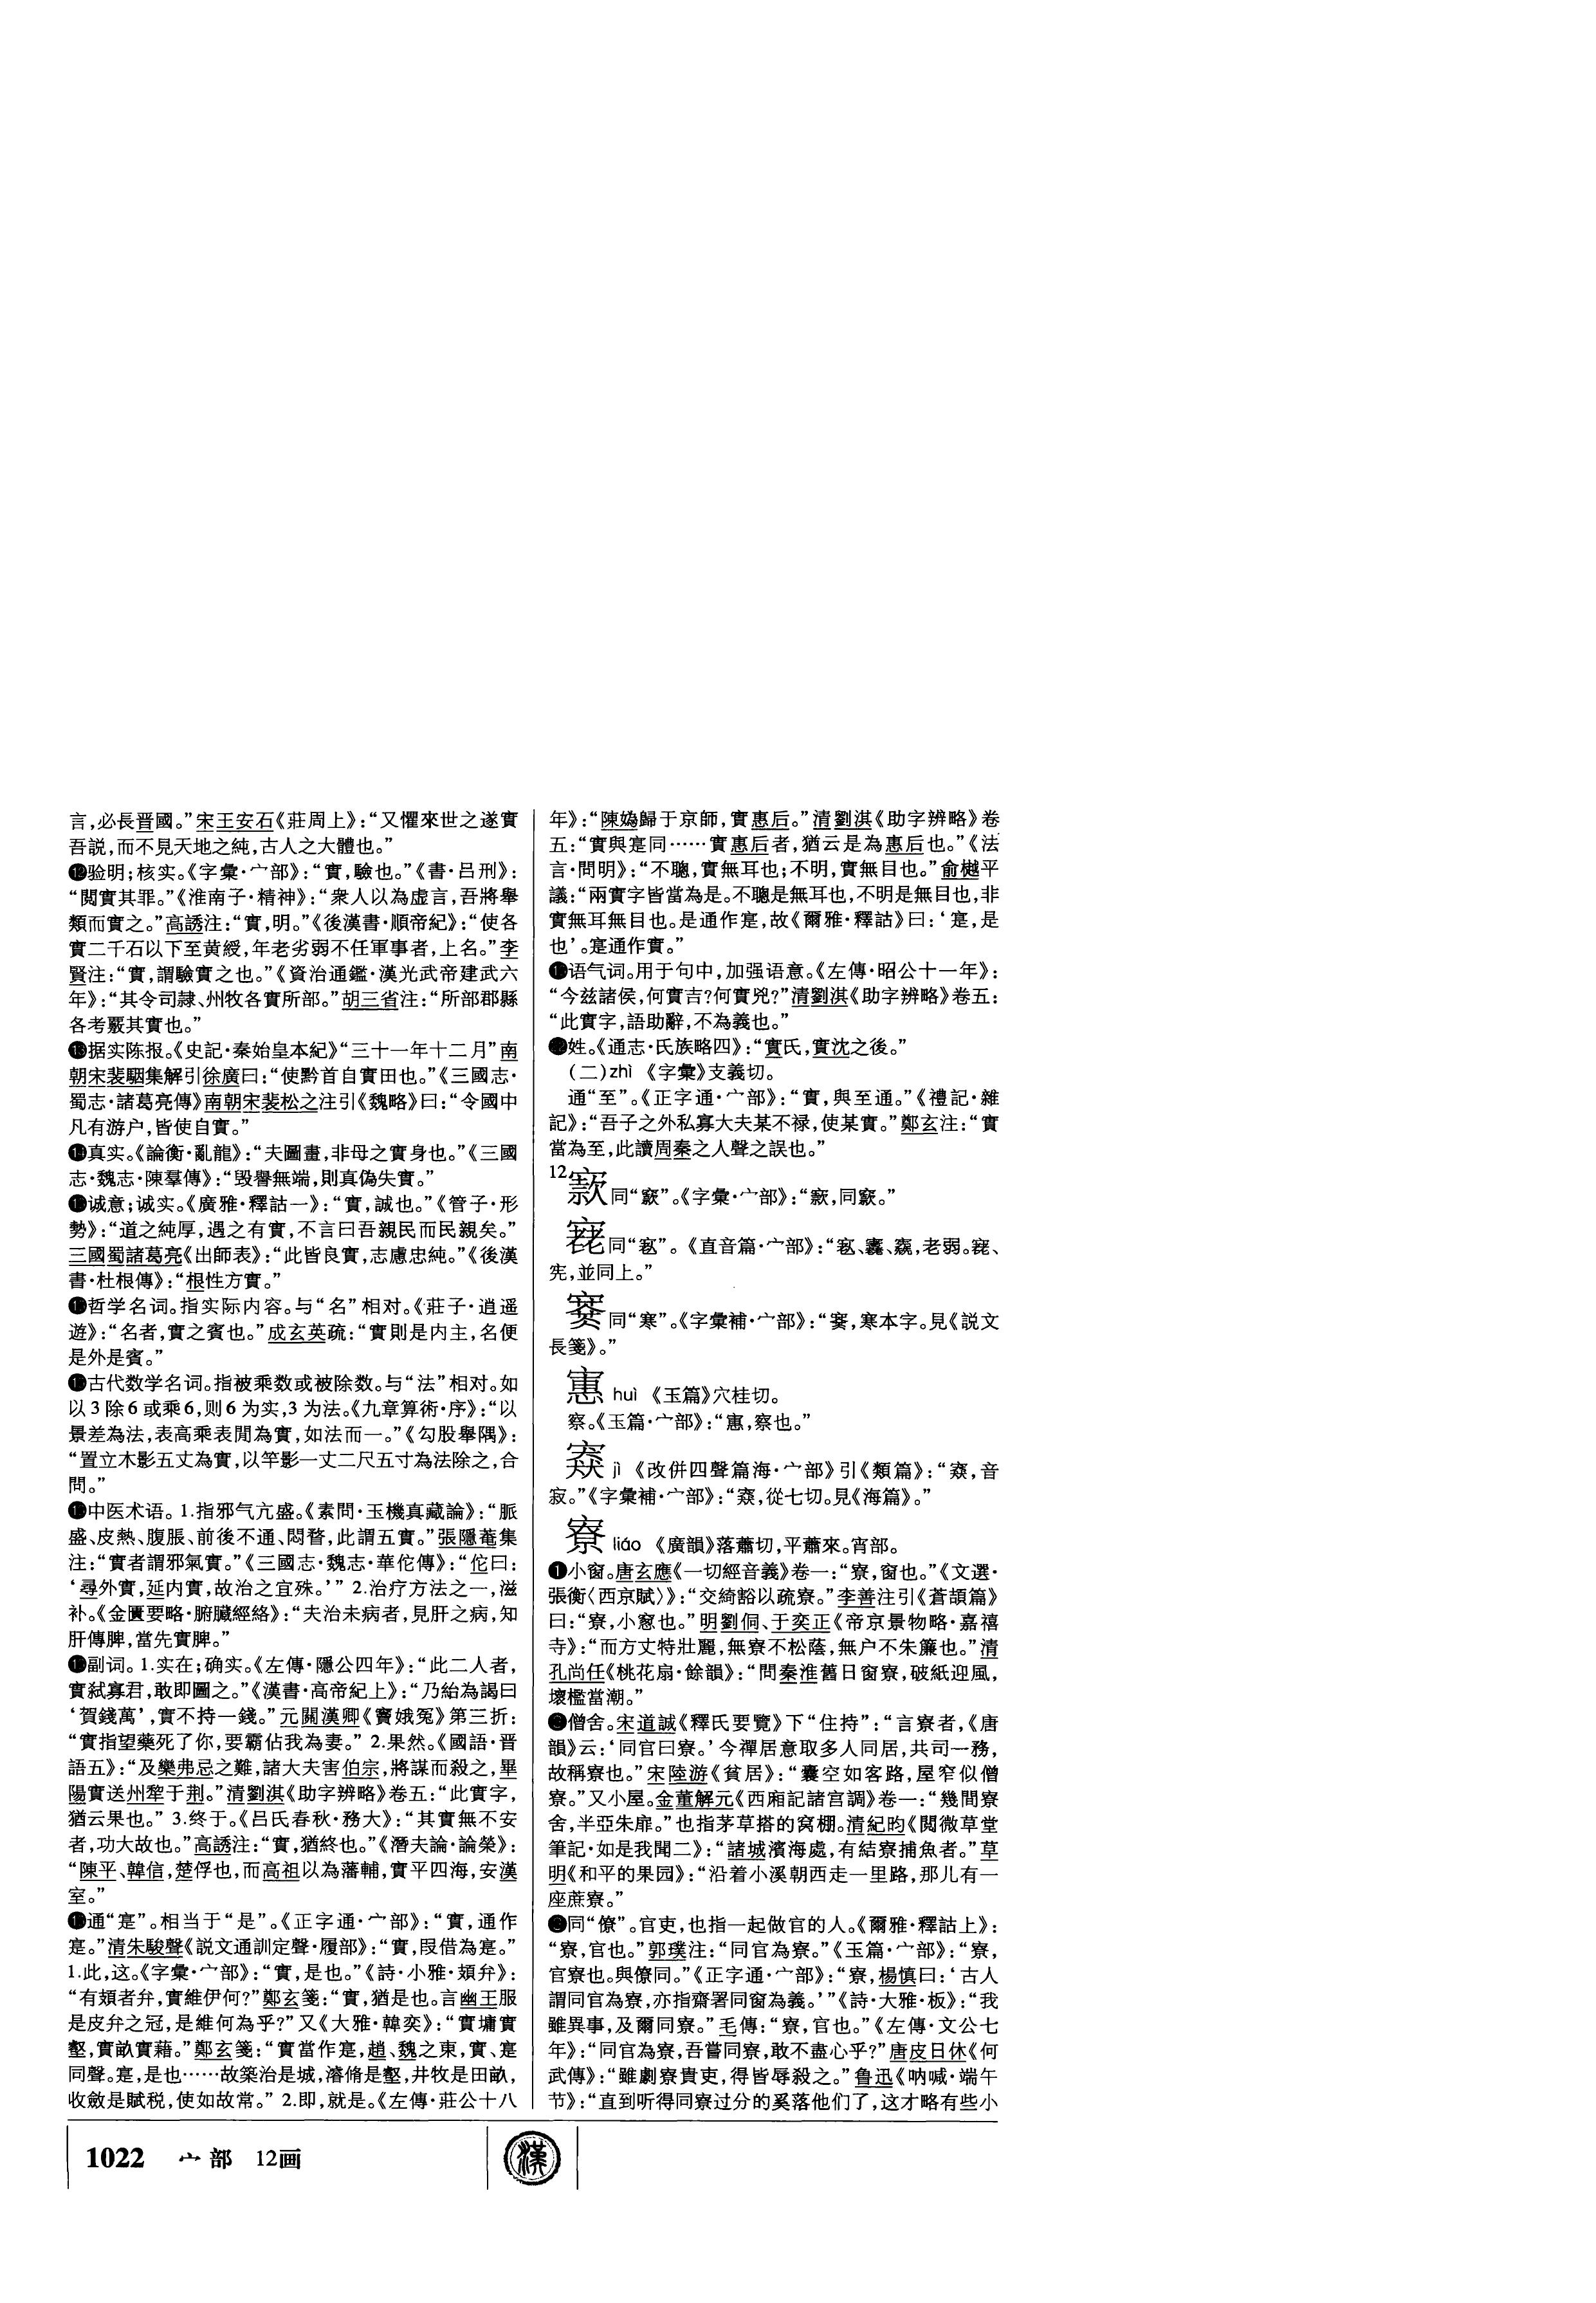 言,必長晋國。”宋王安石《莊周上》:“又懼來世之遂實
吾説,而不見天地之純,古人之大體也。”
⓬验明;核实。《字彙·宀部》:“實,驗也。”《書·吕刑》:
“閲實其罪。”《淮南子·精神》:“衆人以為虚言,吾將舉
類而實之。”高誘注:“實,明。”《後漢書·順帝紀》:“使各
實二千石以下至黄綬,年老劣弱不任軍事者,上名。”李
賢注:“實,謂驗實之也。”《資治通鑑·漢光武帝建武六
年》:“其令司隷、州牧各實所部。”胡三省注:“所部郡縣
各考覈其實也。”
⓭据实陈报。《史記·秦始皇本紀》“三十一年十二月”南
朝宋裴駰集解引徐廣曰:“使黔首自實田也。”《三國志·
蜀志·諸葛亮傳》南朝宋裴松之注引《魏略》曰:“令國中
凡有游户,皆使自實。”
⓮真实。《論衡·亂龍》:“夫圖畫,非母之實身也。”《三國
志·魏志·陳羣傳》:“毁譽無端,則真偽失實。”
⓯诚意;诚实。《廣雅·釋詁一》:“實,誠也。”《管子·形
勢》:“道之純厚,遇之有實,不言曰吾親民而民親矣。”
三國蜀諸葛亮《出師表》:“此皆良實,志慮忠純。”《後漢
書·杜根傳》:“根性方實。”
⓰哲学名词。指实际内容。与“名”相对。《莊子·逍遥
遊》:“名者,實之賓也。”成玄英疏:“實則是内主,名便
是外是賓。”
⓱古代数学名词。指被乘数或被除数。与“法”相对。如
以3除6或乘6,则6为实,3为法。《九章算術·序》:“以
景差為法,表高乘表閒為實,如法而一。”《勾股舉隅》:
“置立木影五丈為實,以竿影一丈二尺五寸為法除之,合
問。”
⓲中医术语。1.指邪气亢盛。《素問·玉機真藏論》:“脈
盛、皮熱、腹脹、前後不通、悶瞀,此謂五實。”張隱菴集
注:“實者謂邪氣實。”《三國志·魏志·華佗傳》:“佗曰:
‘尋外實,延内實,故治之宜殊。’” 2.治疗方法之一,滋
补。《金匱要略·腑臟經絡》:“夫治未病者,見肝之病,知
肝傳脾,當先實脾。”
⓳副词。1.实在;确实。《左傳·隱公四年》:“此二人者,
實弑寡君,敢即圖之。”《漢書·高帝紀上》:“乃紿為謁曰
‘賀錢萬’,實不持一錢。”元關漢卿《竇娥冤》第三折:
“實指望藥死了你,要霸佔我為妻。” 2.果然。《國語·晋
語五》:“及欒弗忌之難,諸大夫害伯宗,將謀而殺之,畢
陽實送州犂于荆。”清劉淇《助字辨略》卷五:“此實字,
猶云果也。” 3.终于。《吕氏春秋·務大》:“其實無不安
者,功大故也。”高誘注:“實,猶終也。”《潛夫論·論榮》:
“陳平、韓信,楚俘也,而高祖以為藩輔,實平四海,安漢
室。”
⓴通“寔”。相当于“是”。《正字通·宀部》:“實,通作
寔。”清朱駿聲《説文通訓定聲·履部》:“實,叚借為寔。”
1.此,这。《字彙·宀部》:“實,是也。”《詩·小雅·頍弁》:
“有頍者弁,實維伊何?”鄭玄箋:“實,猶是也。言幽王服
是皮弁之冠,是維何為乎?”又《大雅·韓奕》:“實墉實
壑,實畝實藉。”鄭玄箋:“實當作寔,趙、魏之東,實、寔
同聲。寔,是也……故築治是城,濬脩是壑,井牧是田畝,
收斂是賦税,使如故常。” 2.即,就是。《左傳·莊公十八
年》:“陳媯歸于京師,實惠后。”清劉淇《助字辨略》卷
五:“實與寔同……實惠后者,猶云是為惠后也。”《法
言·問明》:“不聰,實無耳也;不明,實無目也。”俞樾平
議:“兩實字皆當為是。不聰是無耳也,不明是無目也,非
實無耳無目也。是通作寔,故《爾雅·釋詁》曰:‘寔,是
也’。寔通作實。”
语气词。用于句中,加强语意。《左傳·昭公十一年》:
“今兹諸侯,何實吉?何實兇?”清劉淇《助字辨略》卷五:
“此實字,語助辭,不為義也。”
姓。《通志·氏族略四》:“實氏,實沈之後。”
(二)zhì 《字彙》支義切。
通“至”。《正字通·宀部》:“實,與至通。”《禮記·雜
記》:“吾子之外私寡大夫某不禄,使某實。”鄭玄注:“實
當為至,此讀周秦之人聲之誤也。”
12 同“窾”。《字彙·宀部》:“ ,同窾。”
同“ ”。《直音篇·宀部》:“ ,老弱。 、
,並同上。”
同“寒”。《字彙補·宀部》:“ ,寒本字。見《説文
長箋》。”
寭 huì 《玉篇》穴桂切。
察。《玉篇·宀部》:“寭,察也。”
jì 《改併四聲篇海·宀部》引《類篇》:“ ,音
寂。”《字彙補·宀部》:“ ,從七切。見《海篇》。”
寮 liáo 《廣韻》落蕭切,平蕭來。宵部。
❶小窗。唐玄應《一切經音義》卷一:“寮,窗也。”《文選·
張衡〈西京賦〉》:“交綺豁以疏寮。”李善注引《蒼頡篇》
曰:“寮,小窻也。”明劉侗、于奕正《帝京景物略·嘉禧
寺》:“而方丈特壯麗,無寮不松蔭,無户不朱簾也。”清
孔尚任《桃花扇·餘韻》:“問秦淮舊日窗寮,破紙迎風,
壞檻當潮。”
❷僧舍。宋道誠《釋氏要覽》下“住持”:“言寮者,《唐
韻》云:‘同官曰寮。’今禪居意取多人同居,共司一務,
故稱寮也。”宋陸游《貧居》:“囊空如客路,屋窄似僧
寮。”又小屋。金董解元《西廂記諸宫調》卷一:“幾間寮
舍,半亞朱扉。”也指茅草搭的窝棚。清紀昀《閲微草堂
筆記·如是我聞二》:“諸城濱海處,有結寮捕魚者。”草
明《和平的果园》:“沿着小溪朝西走一里路,那儿有一
座蔗寮。”
❸同“僚”。官吏,也指一起做官的人。《爾雅·釋詁上》:
“寮,官也。”郭璞注:“同官為寮。”《玉篇·宀部》:“寮,
官寮也。與僚同。”《正字通·宀部》:“寮,楊慎曰:‘古人
謂同官為寮,亦指齋署同窗為義。’”《詩·大雅·板》:“我
雖異事,及爾同寮。”毛傳:“寮,官也。”《左傳·文公七
年》:“同官為寮,吾嘗同寮,敢不盡心乎?”唐皮日休《何
武傳》:“雖劇寮貴吏,得皆辱殺之。”鲁迅《呐喊·端午
节》:“直到听得同寮过分的奚落他们了,这才略有些小
1022 宀部 12画
漢